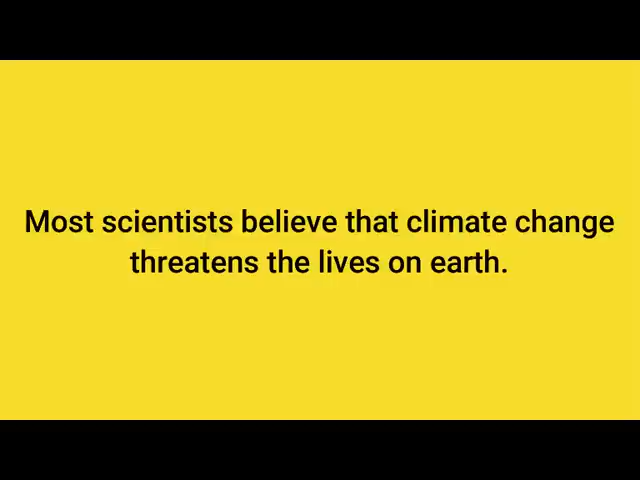 Most scientists believe that climate change
threatens the lives on earth.